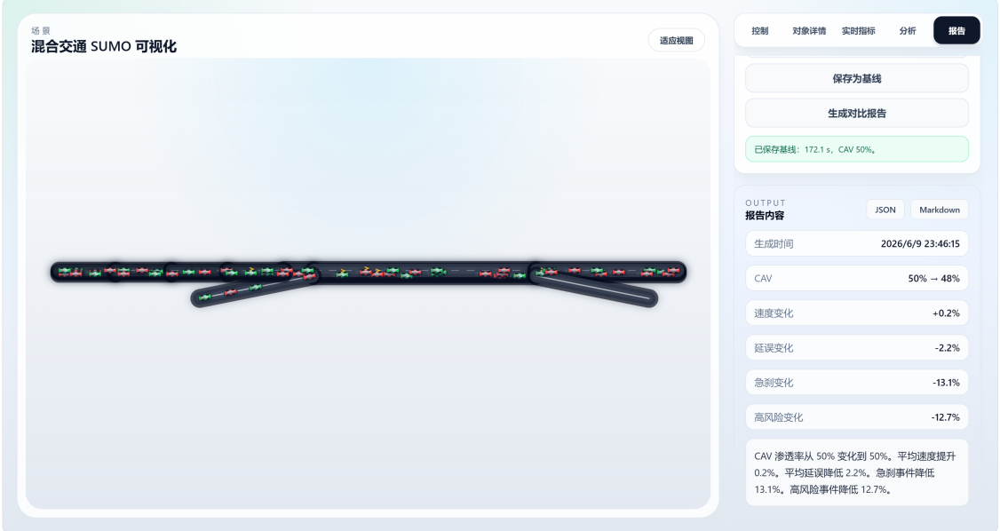 场景
混合交通 SUMO 可视化
适应视图
控制
对象详情
实时指标
分析
报告
保存为基线
生成对比报告
已保存基线：172.1 s，CAV 50%。
OUTPUT
报告内容
JSON
Markdown
生成时间
2026/6/9 23:46:15
CAV
50% → 48%
速度变化
+0.2%
延误变化
-2.2%
急刹变化
-13.1%
高风险变化
-12.7%
CAV 渗透率从 50% 变化到 50%。平均速度提升
0.2%。平均延误降低 2.2%。急刹事件降低
13.1%。高风险事件降低 12.7%。